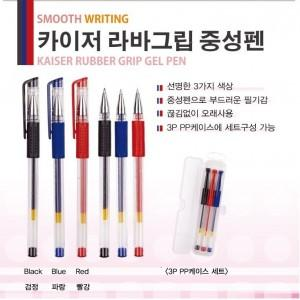 SMOOTH WRITING
카이저 라바그립 중성펜
KAISER RUBBER GRIP GEL PEN
• 선명한 3가지 색상
• 중성펜으로 부드러운 필기감
• 끊김없이 오래사용
• 3P PP케이스에 세트구성 가능
Black Blue Red
검정 파랑 빨강
<3P PP케이스 세트>